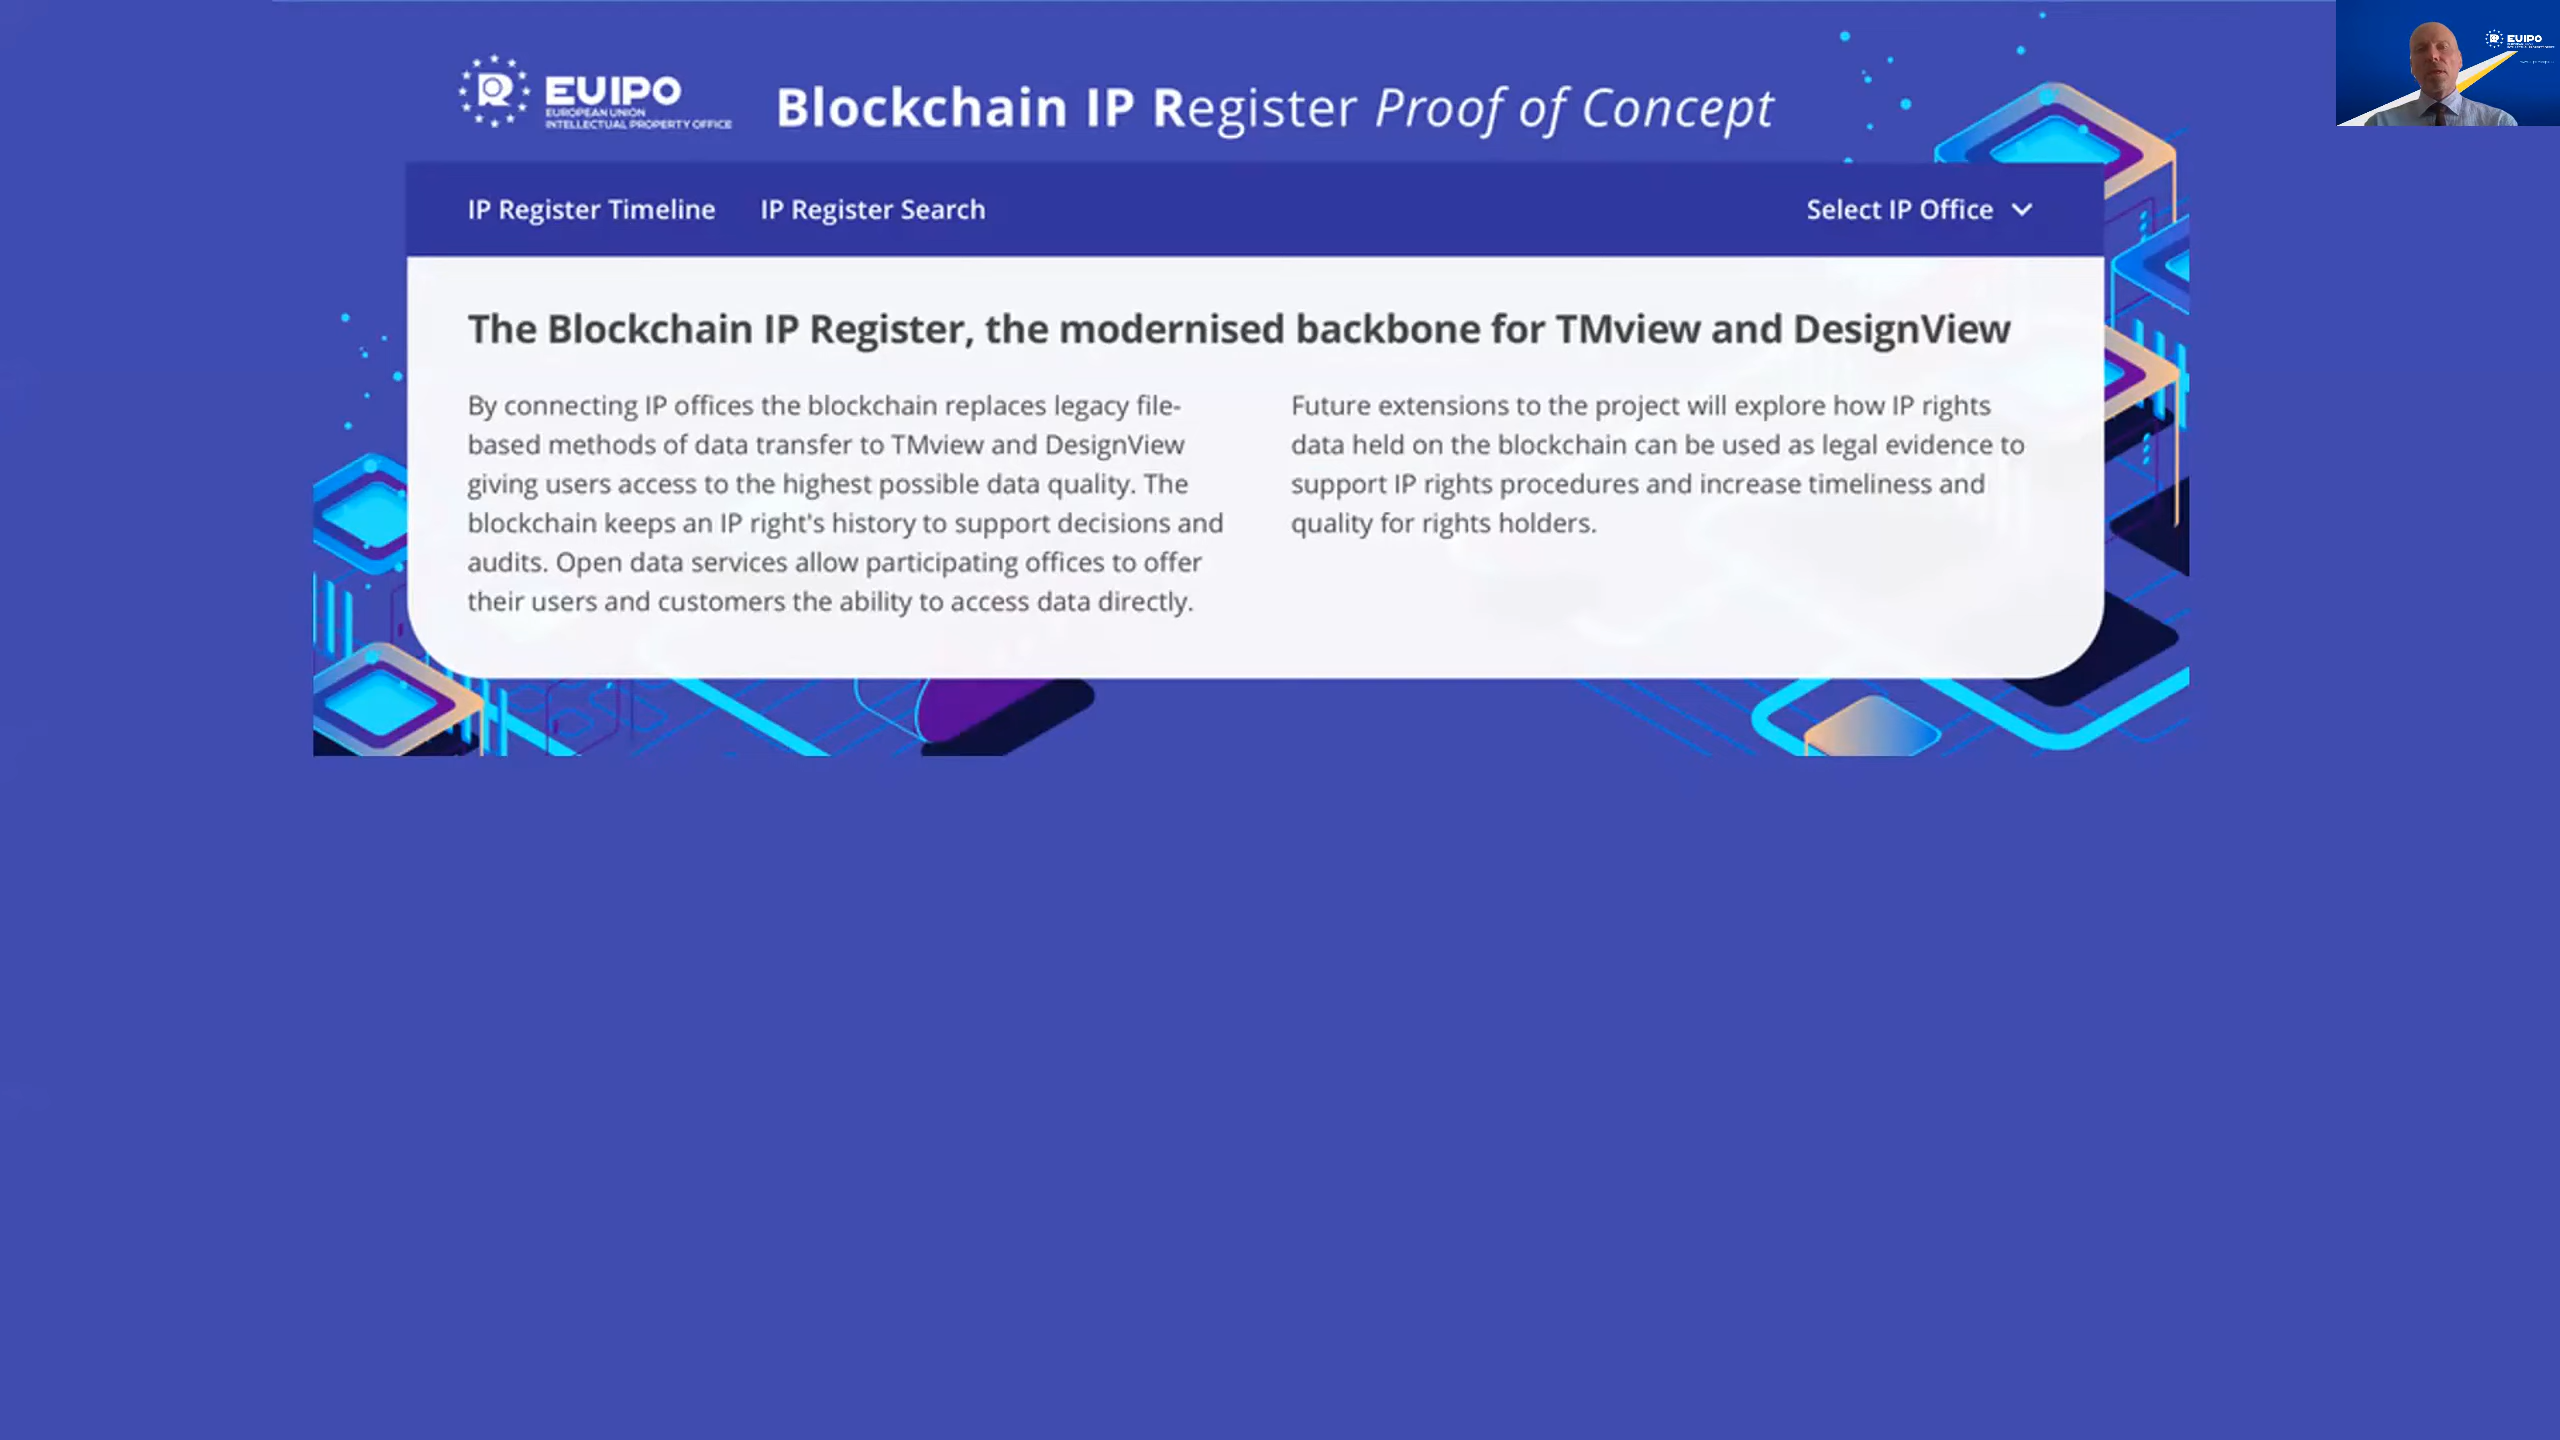 EUIPO
EUROPEAN UNION
INTELLECTUAL PROPERTY OFFICE
Blockchain IP Register Proof of Concept
EUIPO
IP Register Timeline
IP Register Search
Select IP Office
The Blockchain IP Register, the modernised backbone for TMview and DesignView
By connecting IP offices the blockchain replaces legacy file-
based methods of data transfer to TMview and DesignView
giving users access to the highest possible data quality. The
blockchain keeps an IP right's history to support decisions and
audits. Open data services allow participating offices to offer
their users and customers the ability to access data directly.
Future extensions to the project will explore how IP rights
data held on the blockchain can be used as legal evidence to
support IP rights procedures and increase timeliness and
quality for rights holders.